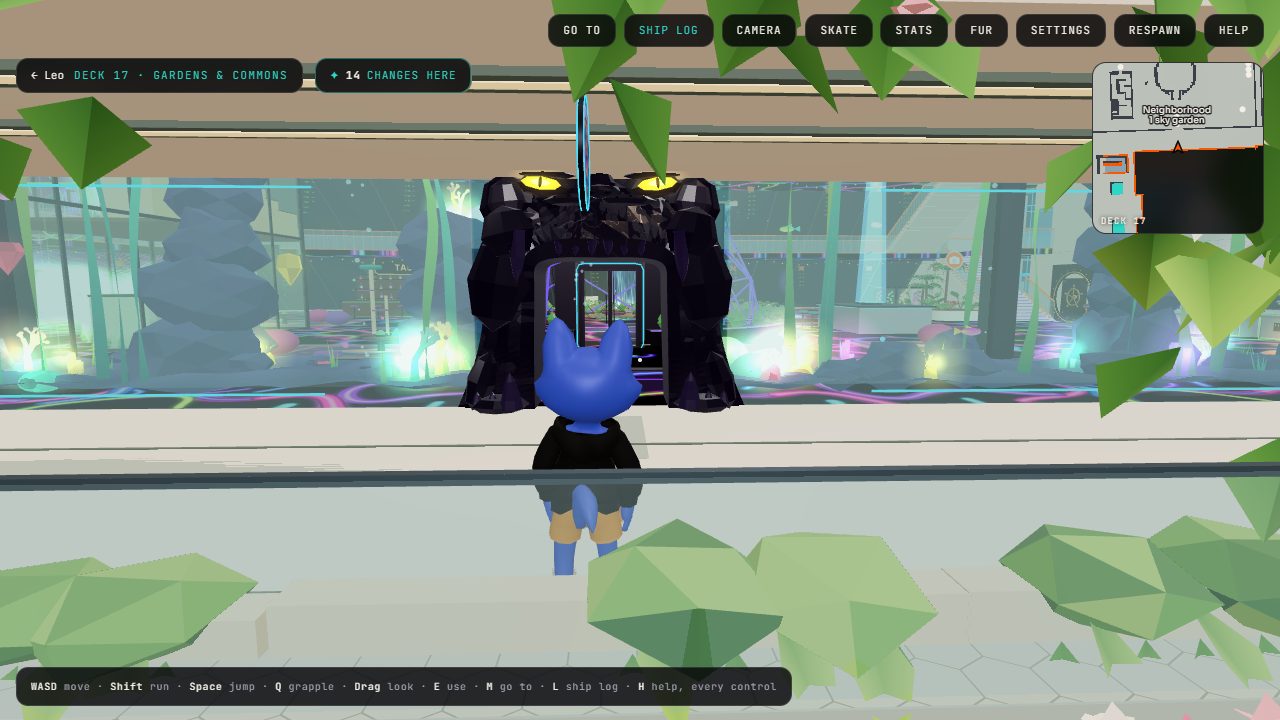 GO TO
SHIP LOG
CAMERA
SKATE
STATS
FUR
SETTINGS
RESPAWN
HELP
← Leo DECK 17 · GARDENS & COMMONS
✦ 14 CHANGES HERE
Neighborhood
1 sky garden
DECK 17
WASD move · Shift run · Space jump · Q grapple · Drag look · E use · M go to · L ship log · H help, every control